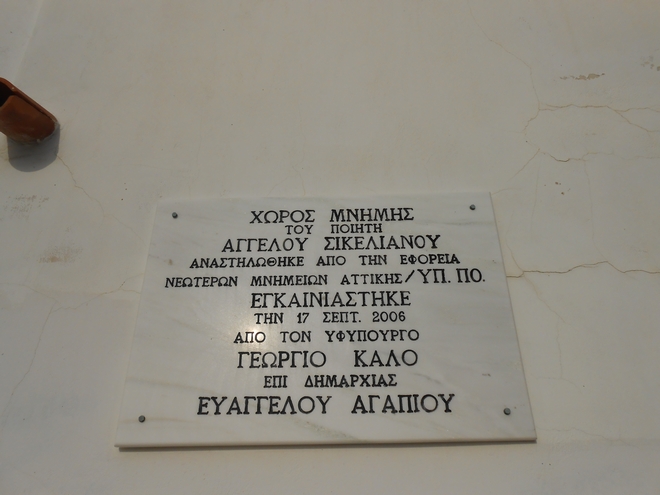 ΧΩΡΟΣ ΜΝΗΜΗΣ
ΤΟΥ ΠΟΙΗΤΗ
ΑΓΓΕΛΟΥ ΣΙΚΕΛΙΑΝΟΥ
ΑΝΑΣΤΗΛΩΘΗΚΕ ΑΠΟ ΤΗΝ ΕΦΟΡΕΙΑ
ΝΕΩΤΕΡΩΝ ΜΝΗΜΕΙΩΝ ΑΤΤΙΚΗΣ/ΥΠ. ΠΟ.
ΕΓΚΑΙΝΙΑΣΤΗΚΕ
ΤΗΝ 17 ΣΕΠΤ. 2006
ΑΠΟ ΤΟΝ ΥΦΥΠΟΥΡΓΟ
ΓΕΩΡΓΙΟ ΚΑΛΟ
ΕΠΙ ΔΗΜΑΡΧΙΑΣ
ΕΥΑΓΓΕΛΟΥ ΑΓΑΠΙΟΥ